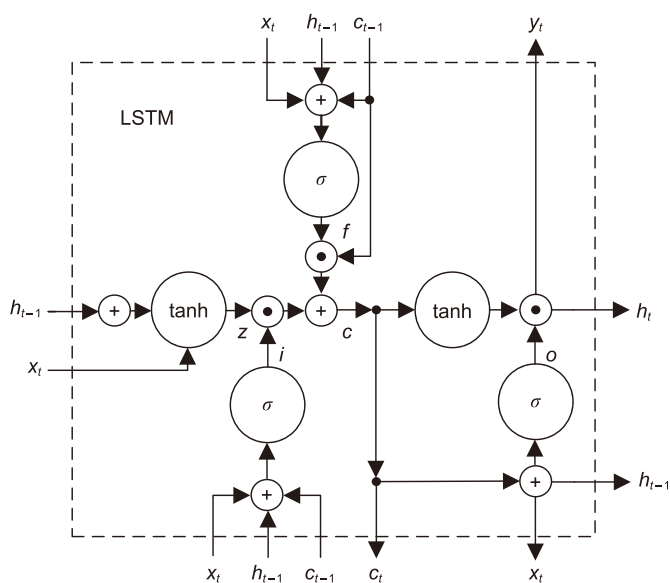 xₜ hₜ₋₁ cₜ₋₁ yₜ
+
LSTM
σ
f
hₜ₋₁ + tanh z + c tanh hₜ
xₜ i o
σ σ
+ + hₜ₋₁
xₜ hₜ₋₁ cₜ₋₁ cₜ xₜ